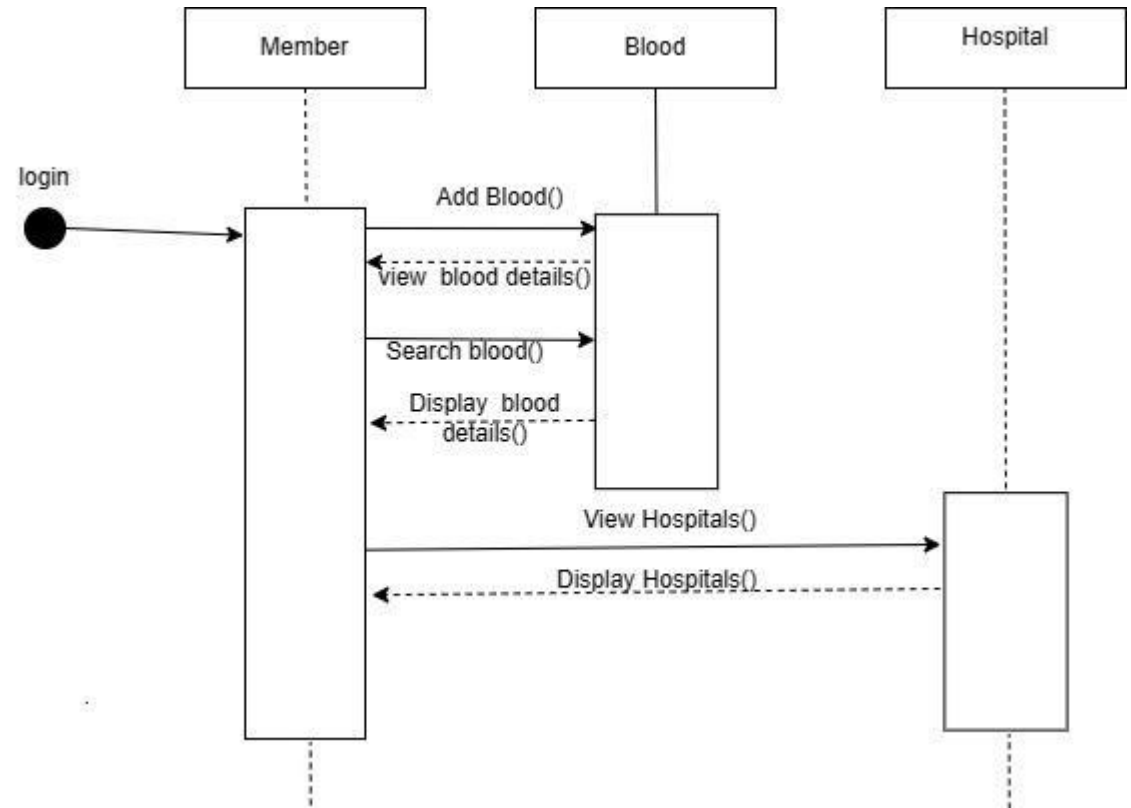 Member
Blood
Hospital
login
Add Blood()
view blood details()
Search blood()
Display blood
details()
View Hospitals()
Display Hospitals()
.